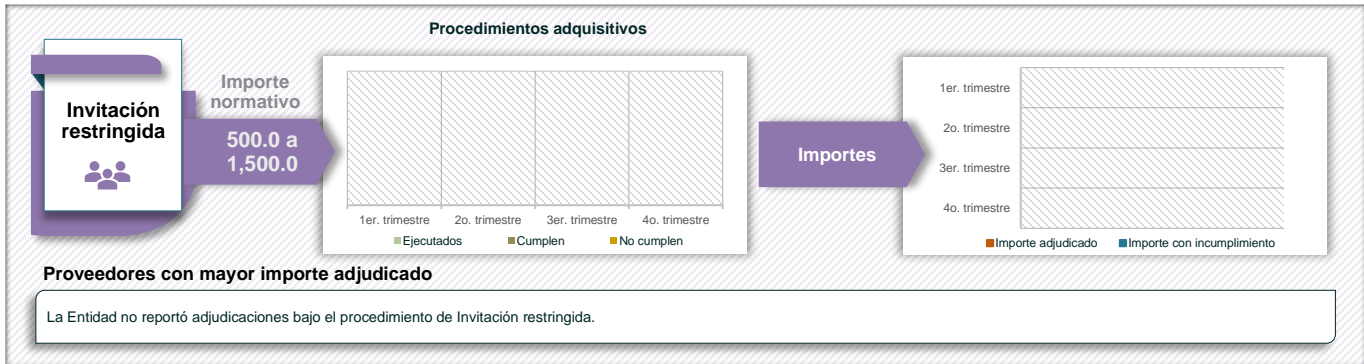 Procedimientos adquisitivos
Invitación
restringida
Importe
normativo
500.0 a
1,500.0
1er. trimestre
2o. trimestre
3er. trimestre
4o. trimestre
Ejecutados
Cumplen
No cumplen
Importes
1er. trimestre
2o. trimestre
3er. trimestre
4o. trimestre
Importe adjudicado
Importe con incumplimiento
Proveedores con mayor importe adjudicado
La Entidad no reportó adjudicaciones bajo el procedimiento de Invitación restringida.